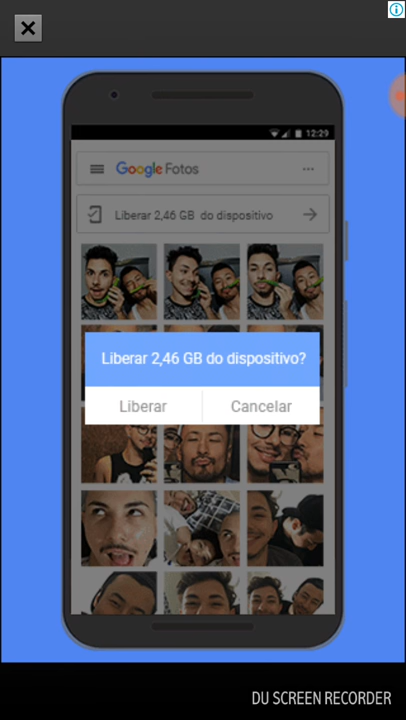 12:29
Google Fotos
Liberar 2,46 GB do dispositivo
Liberar 2,46 GB do dispositivo?
Liberar
Cancelar
DU SCREEN RECORDER